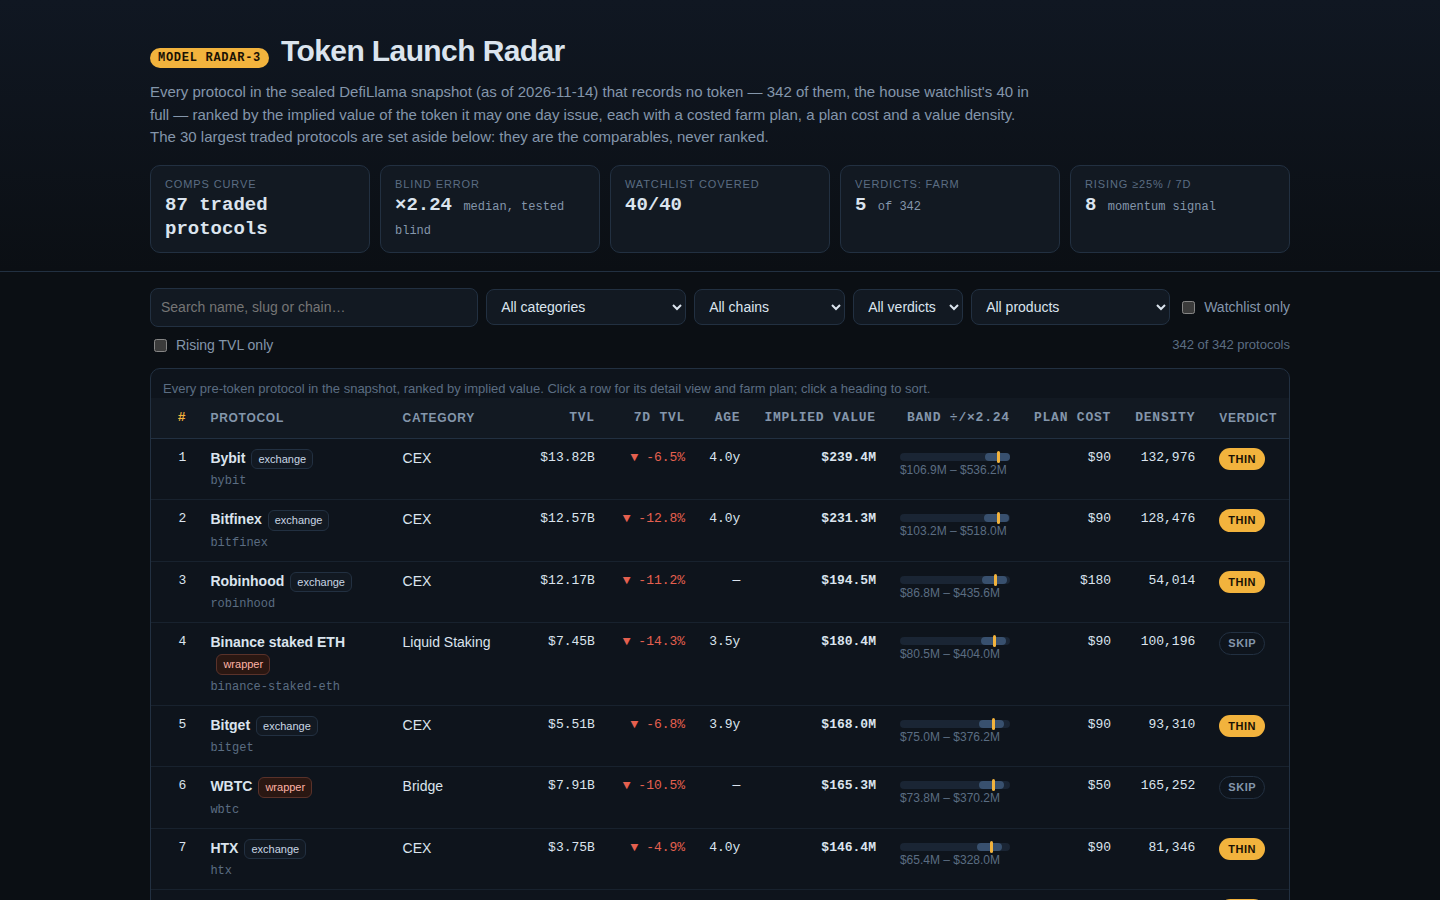 MODEL RADAR-3 Token Launch Radar
Every protocol in the sealed DefiLlama snapshot (as of 2026-11-14) that records no token — 342 of them, the house watchlist's 40 in
full — ranked by the implied value of the token it may one day issue, each with a costed farm plan, a plan cost and a value density.
The 30 largest traded protocols are set aside below: they are the comparables, never ranked.
COMPS CURVE
87 traded
protocols
BLIND ERROR
×2.24 median, tested
blind
WATCHLIST COVERED
40/40
VERDICTS: FARM
5 of 342
RISING ≥25% / 7D
8 momentum signal
Search name, slug or chain… All categories All chains All verdicts All products Watchlist only
Rising TVL only 342 of 342 protocols
Every pre-token protocol in the snapshot, ranked by implied value. Click a row for its detail view and farm plan; click a heading to sort.
# PROTOCOL CATEGORY TVL 7D TVL AGE IMPLIED VALUE BAND ÷/×2.24 PLAN COST DENSITY VERDICT
1 Bybit exchange CEX $13.82B ▼ -6.5% 4.0y $239.4M $90 132,976 THIN
$106.9M – $536.2M
bybit
2 Bitfinex exchange CEX $12.57B ▼ -12.8% 4.0y $231.3M $90 128,476 THIN
$103.2M – $518.0M
bitfinex
3 Robinhood exchange CEX $12.17B ▼ -11.2% — $194.5M $180 54,014 THIN
$86.8M – $435.6M
robinhood
4 Binance staked ETH Liquid Staking $7.45B ▼ -14.3% 3.5y $180.4M $90 100,196 SKIP
$80.5M – $404.0M
wrapper
binance-staked-eth
5 Bitget exchange CEX $5.51B ▼ -6.8% 3.9y $168.0M $90 93,310 THIN
$75.0M – $376.2M
bitget
6 WBTC wrapper Bridge $7.91B ▼ -10.5% — $165.3M $50 165,252 SKIP
$73.8M – $370.2M
wbtc
7 HTX exchange CEX $3.75B ▼ -4.9% 4.0y $146.4M $90 81,346 THIN
$65.4M – $328.0M
htx